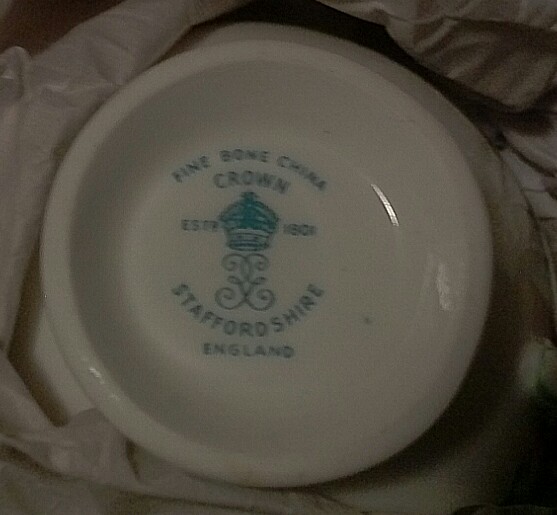 FINE BONE CHINA
CROWN
ESTD 1801
STAFFORDSHIRE
ENGLAND